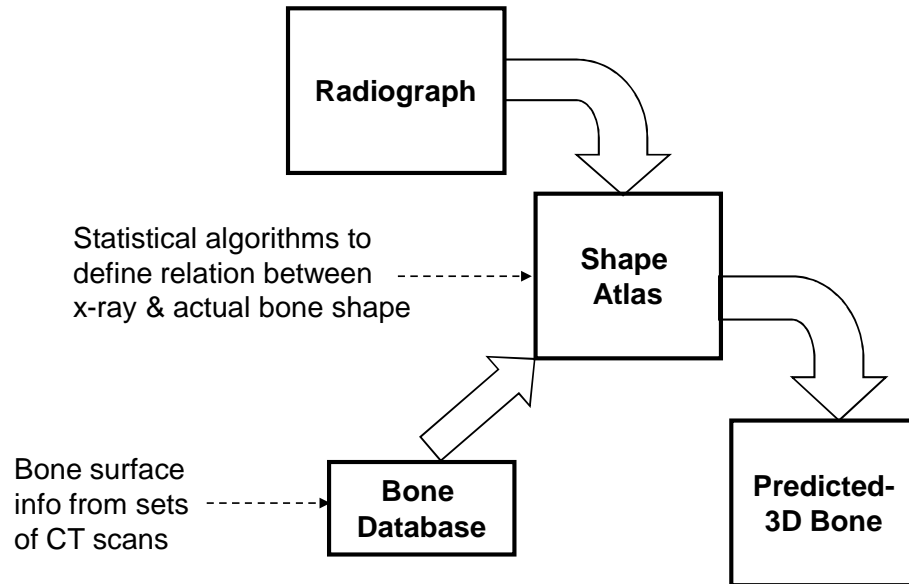 Radiograph
Statistical algorithms to
define relation between
x-ray & actual bone shape
Shape
Atlas
Bone surface
info from sets
of CT scans
Bone
Database
Predicted-
3D Bone